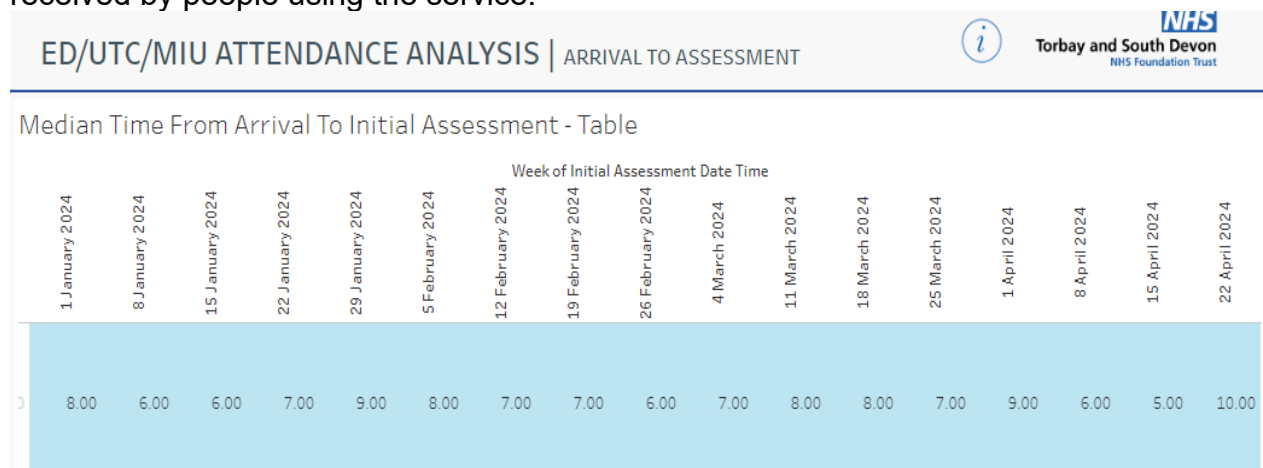 received by people using the service.
ED/UTC/MIU ATTENDANCE ANALYSIS | ARRIVAL TO ASSESSMENT
i
NHS
Torbay and South Devon
NHS Foundation Trust
Median Time From Arrival To Initial Assessment - Table
Week of Initial Assessment Date Time
1 January 2024
8 January 2024
15 January 2024
22 January 2024
29 January 2024
5 February 2024
12 February 2024
19 February 2024
26 February 2024
4 March 2024
11 March 2024
18 March 2024
25 March 2024
1 April 2024
8 April 2024
15 April 2024
22 April 2024
8.00 6.00 6.00 7.00 9.00 8.00 7.00 7.00 6.00 7.00 8.00 8.00 7.00 9.00 6.00 5.00 10.00